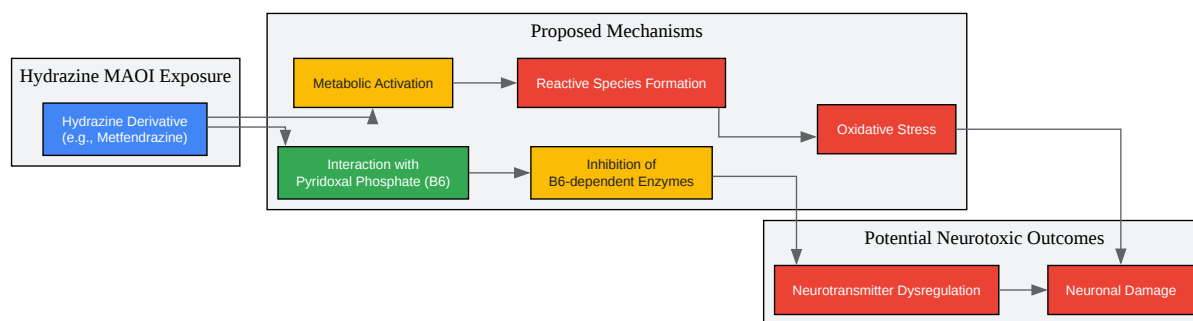 Proposed Mechanisms
Hydrazine MAOI Exposure
Metabolic Activation
Reactive Species Formation
Hydrazine Derivative
(e.g., Metfendrazine)
Oxidative Stress
Interaction with
Pyridoxal Phosphate (B6)
Inhibition of
B6-dependent Enzymes
Potential Neurotoxic Outcomes
Neurotransmitter Dysregulation
Neuronal Damage